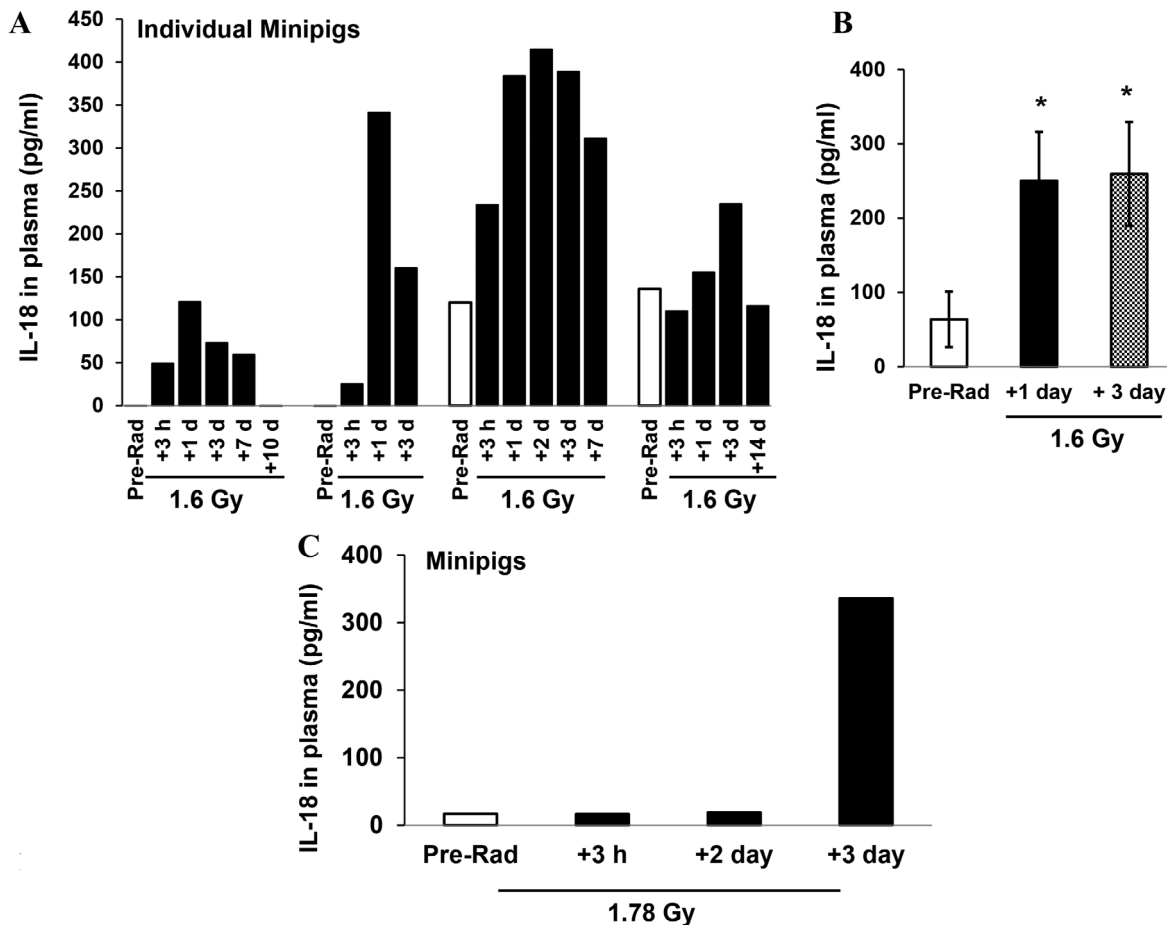 A
Individual Minipigs
IL-18 in plasma (pg/ml)
450
400
350
300
250
200
150
100
50
0
Pre-Rad
+3 h
+1 d
+3 d
+7 d
+10 d
1.6 Gy
Pre-Rad
+3 h
+1 d
+3 d
1.6 Gy
Pre-Rad
+3 h
+1 d
+2 d
+3 d
+7 d
1.6 Gy
Pre-Rad
+3 h
+1 d
+3 d
+14 d
1.6 Gy
B
IL-18 in plasma (pg/ml)
400
300
200
100
0
* *
Pre-Rad +1 day + 3 day
1.6 Gy
C
Minipigs
IL-18 in plasma (pg/ml)
400
300
200
100
0
Pre-Rad +3 h +2 day +3 day
1.78 Gy